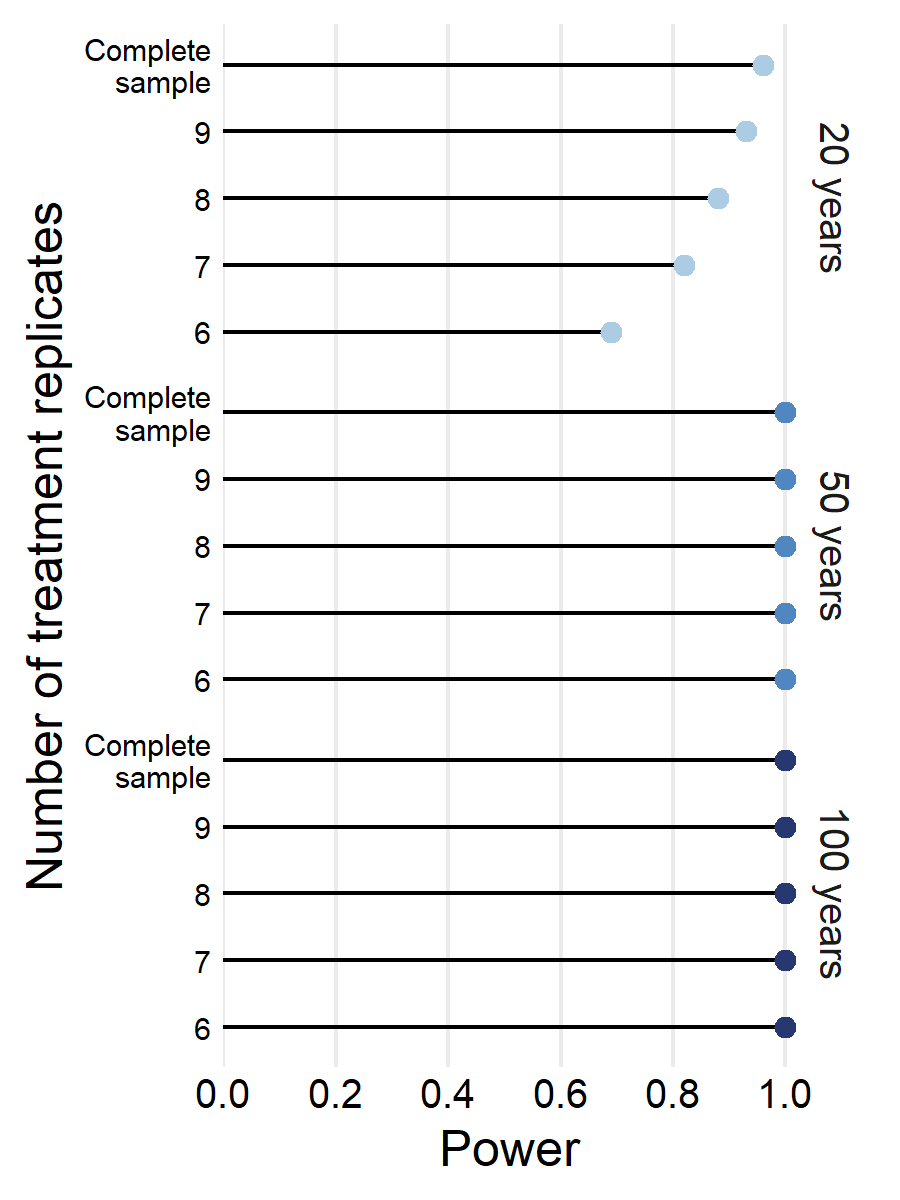 Number of treatment replicates
Complete
sample
9
8
7
6
20 years
Complete
sample
9
8
7
6
50 years
Complete
sample
9
8
7
6
100 years
0.0 0.2 0.4 0.6 0.8 1.0
Power